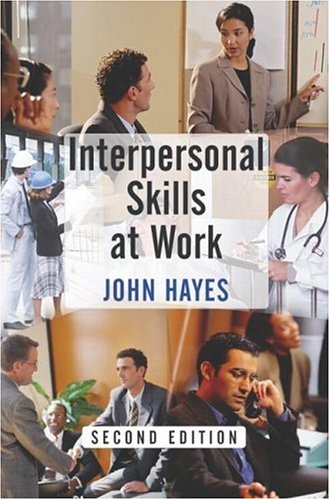 Interpersonal
Skills
at Work
JOHN HAYES
SECOND EDITION